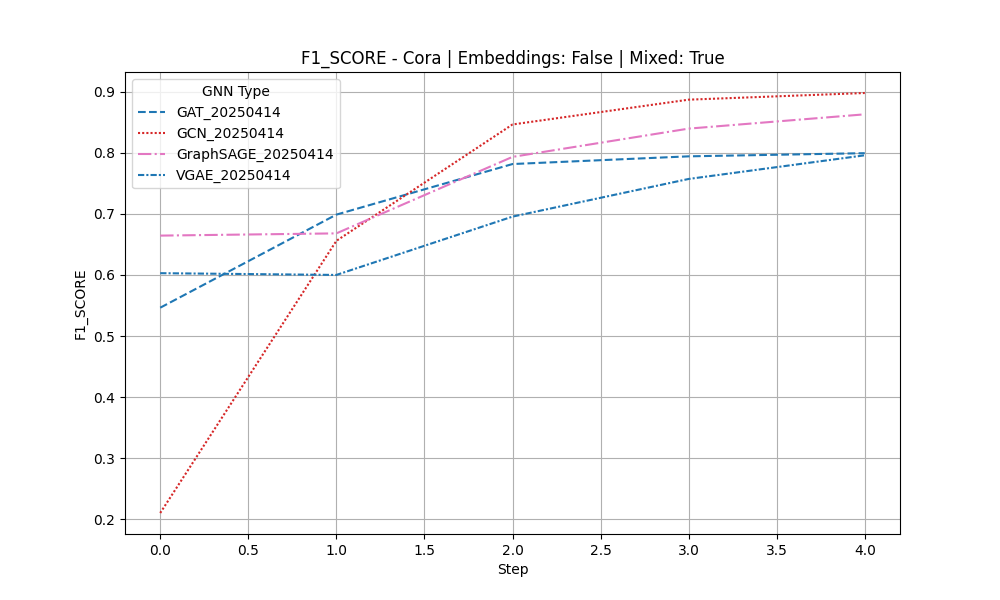 F1_SCORE - Cora | Embeddings: False | Mixed: True
GNN Type
GAT_20250414
GCN_20250414
GraphSAGE_20250414
VGAE_20250414
F1_SCORE
0.9
0.8
0.7
0.6
0.5
0.4
0.3
0.2
0.0 0.5 1.0 1.5 2.0 2.5 3.0 3.5 4.0
Step